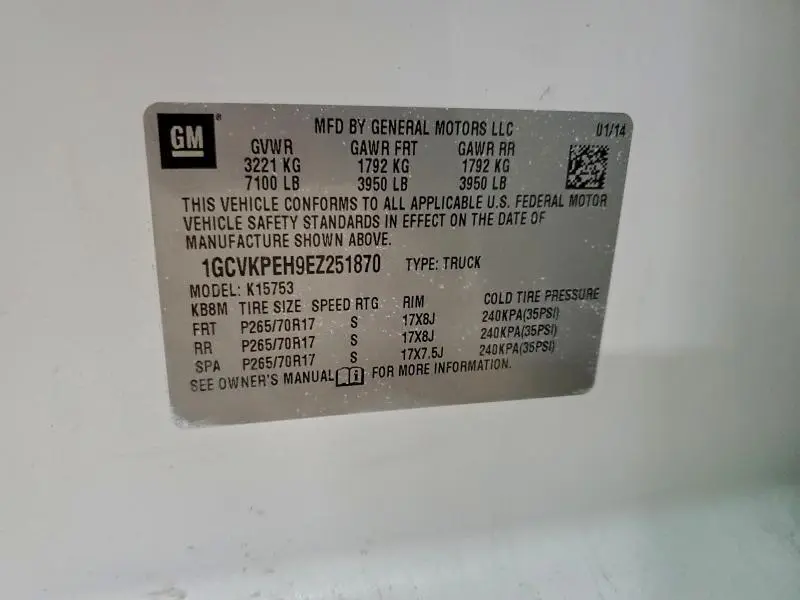 GM®
MFD BY GENERAL MOTORS LLC 01/14
GVWR GAWR FRT GAWR RR
3221 KG 1792 KG 1792 KG
7100 LB 3950 LB 3950 LB
THIS VEHICLE CONFORMS TO ALL APPLICABLE U.S. FEDERAL MOTOR
VEHICLE SAFETY STANDARDS IN EFFECT ON THE DATE OF
MANUFACTURE SHOWN ABOVE.
1GCVKPEH9EZ251870 TYPE: TRUCK
MODEL: K15753
KB8M TIRE SIZE SPEED RTG RIM COLD TIRE PRESSURE
FRT P265/70R17 S 17X8J 240KPA(35PSI)
RR P265/70R17 S 17X8J 240KPA(35PSI)
SPA P265/70R17 S 17X7.5J 240KPA(35PSI)
SEE OWNER'S MANUAL FOR MORE INFORMATION.